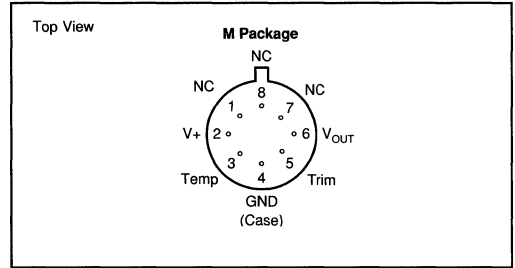 Top View
M Package
NC
NC NC
8
1 7
V+ 2 6 VOUT
3 5
Temp 4 Trim
GND
(Case)